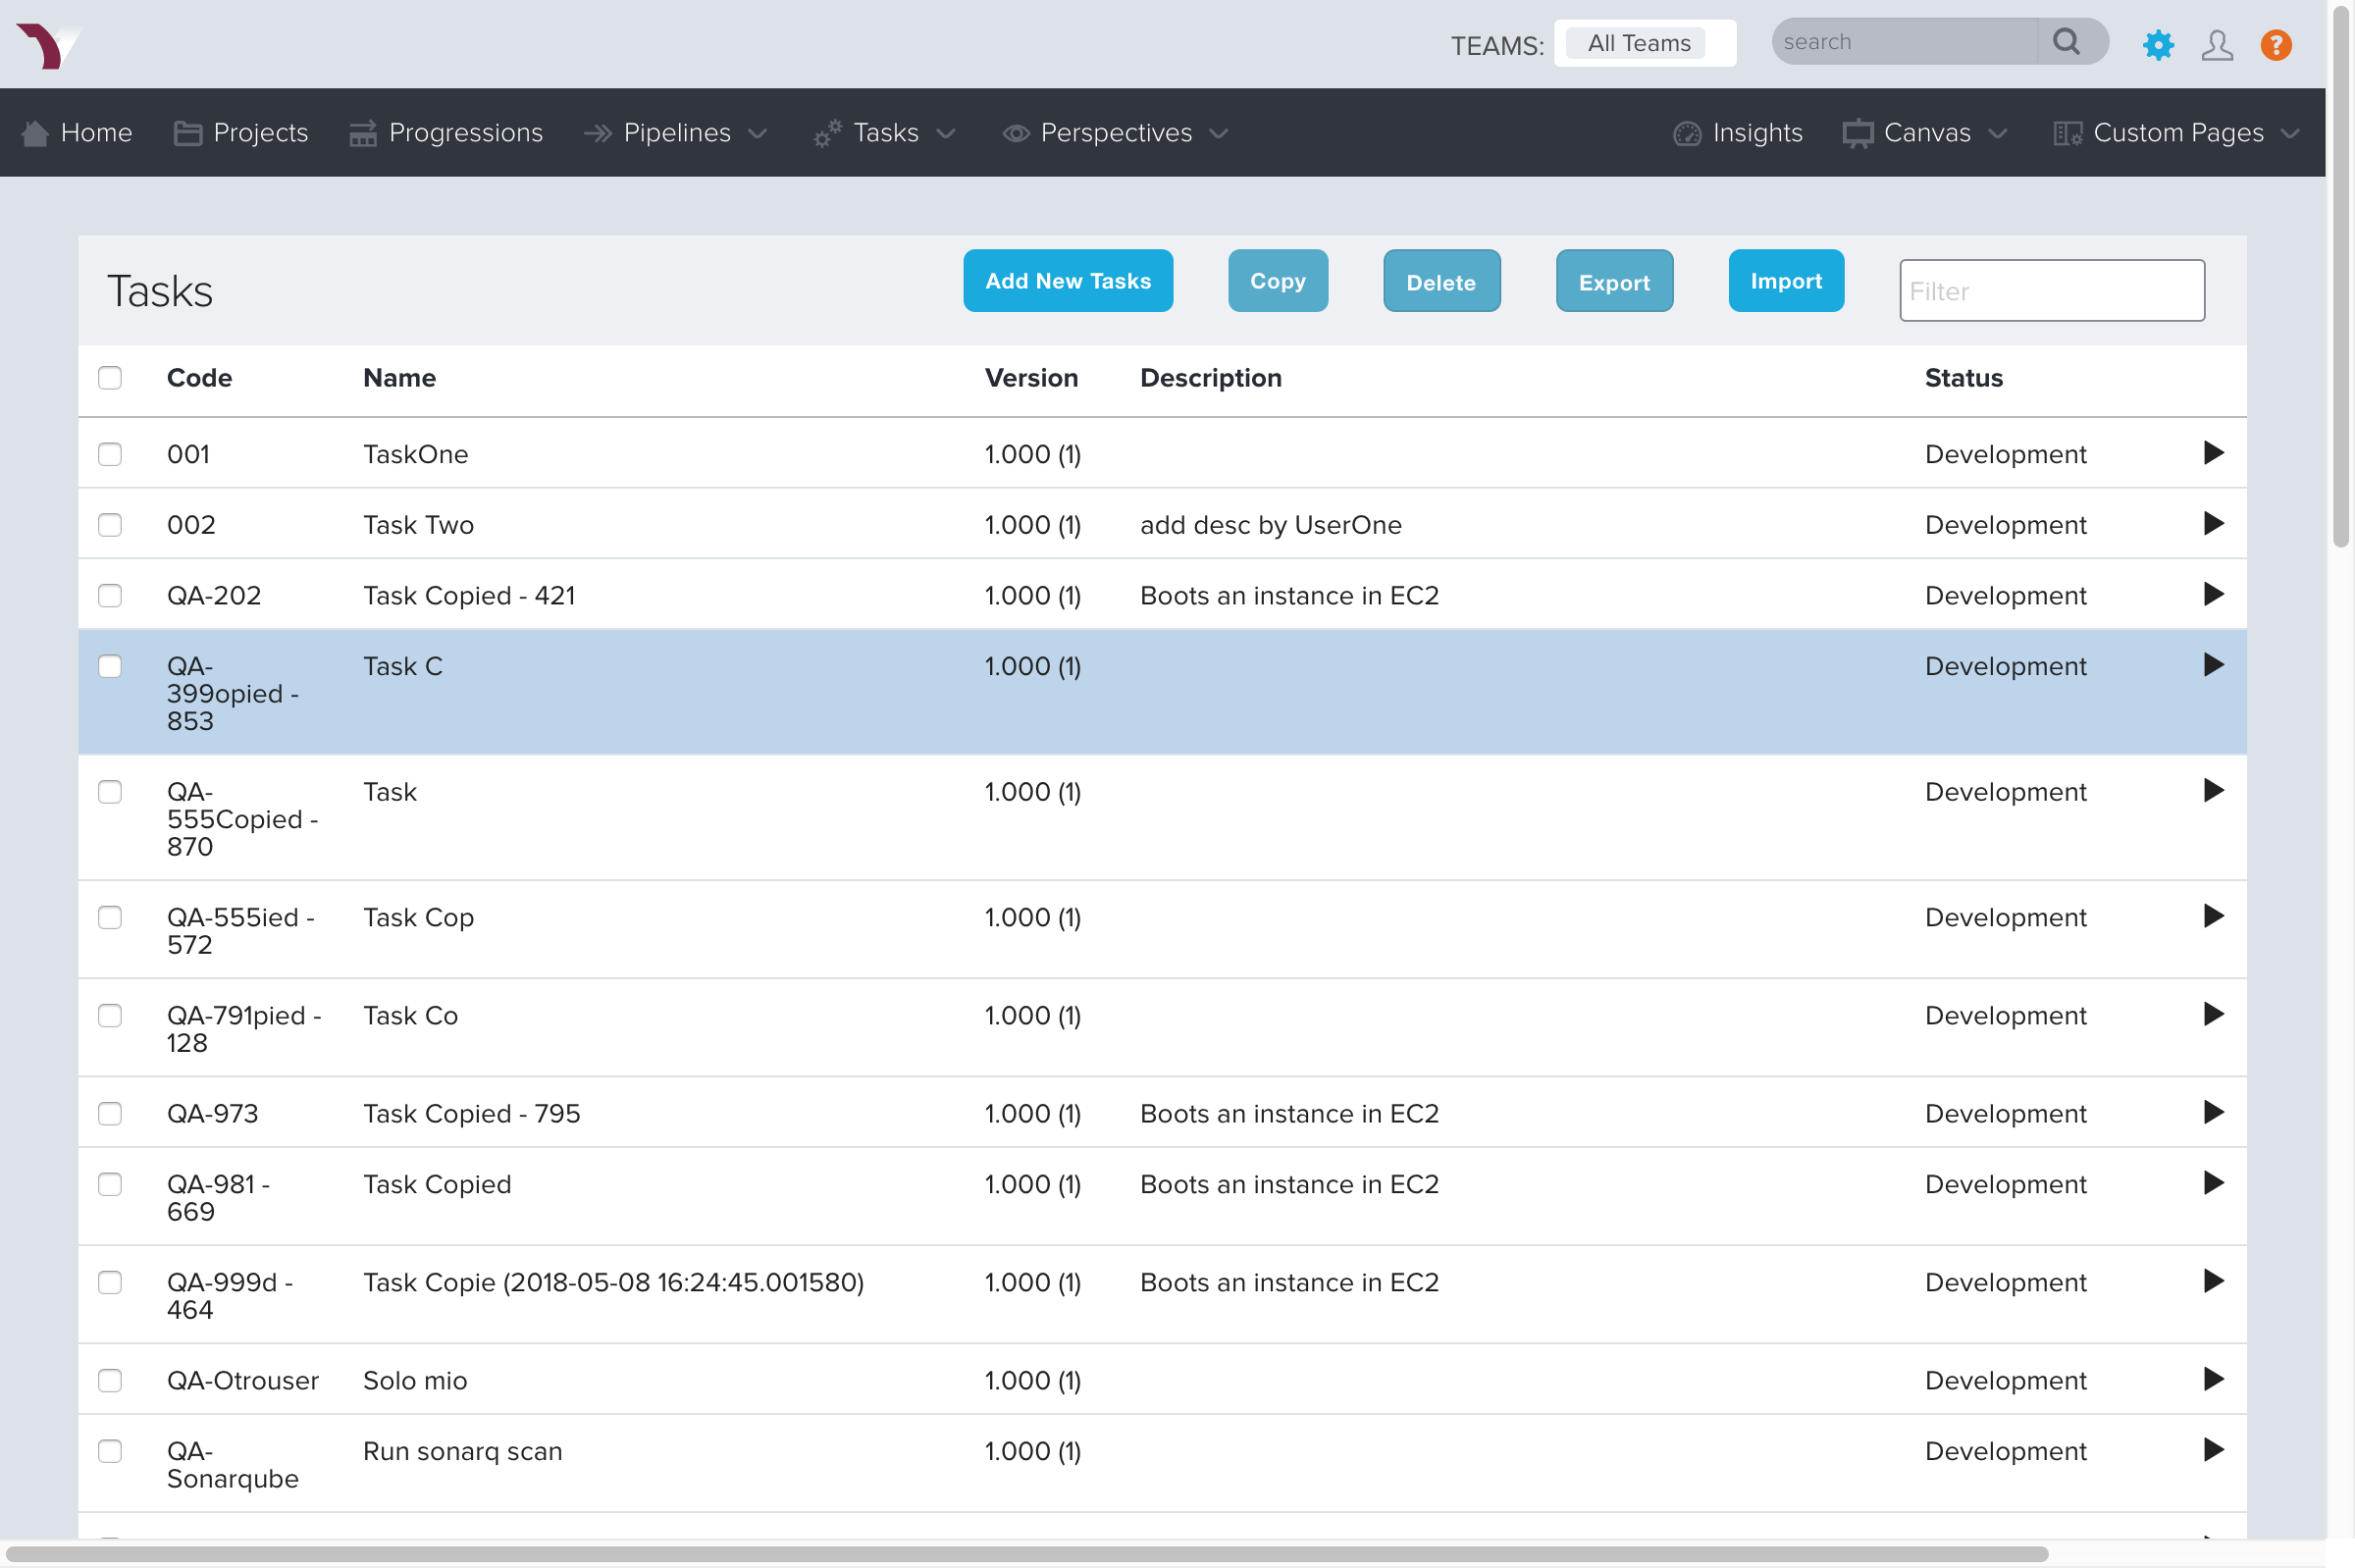 TEAMS: All Teams search ?
Home Projects Progressions Pipelines Tasks Perspectives Insights Canvas Custom Pages
Tasks Add New Tasks Copy Delete Export Import Filter
Code Name Version Description Status
001 TaskOne 1.000 (1) Development
002 Task Two 1.000 (1) add desc by UserOne Development
QA-202 Task Copied - 421 1.000 (1) Boots an instance in EC2 Development
QA- Task C 1.000 (1) Development
399opied -
853
QA- Task 1.000 (1) Development
555Copied -
870
QA-555ied - Task Cop 1.000 (1) Development
572
QA-791pied - Task Co 1.000 (1) Development
128
QA-973 Task Copied - 795 1.000 (1) Boots an instance in EC2 Development
QA-981 - Task Copied 1.000 (1) Boots an instance in EC2 Development
669
QA-999d - Task Copie (2018-05-08 16:24:45.001580) 1.000 (1) Boots an instance in EC2 Development
464
QA-Otrouser Solo mio 1.000 (1) Development
QA- Run sonarq scan 1.000 (1) Development
Sonarqube